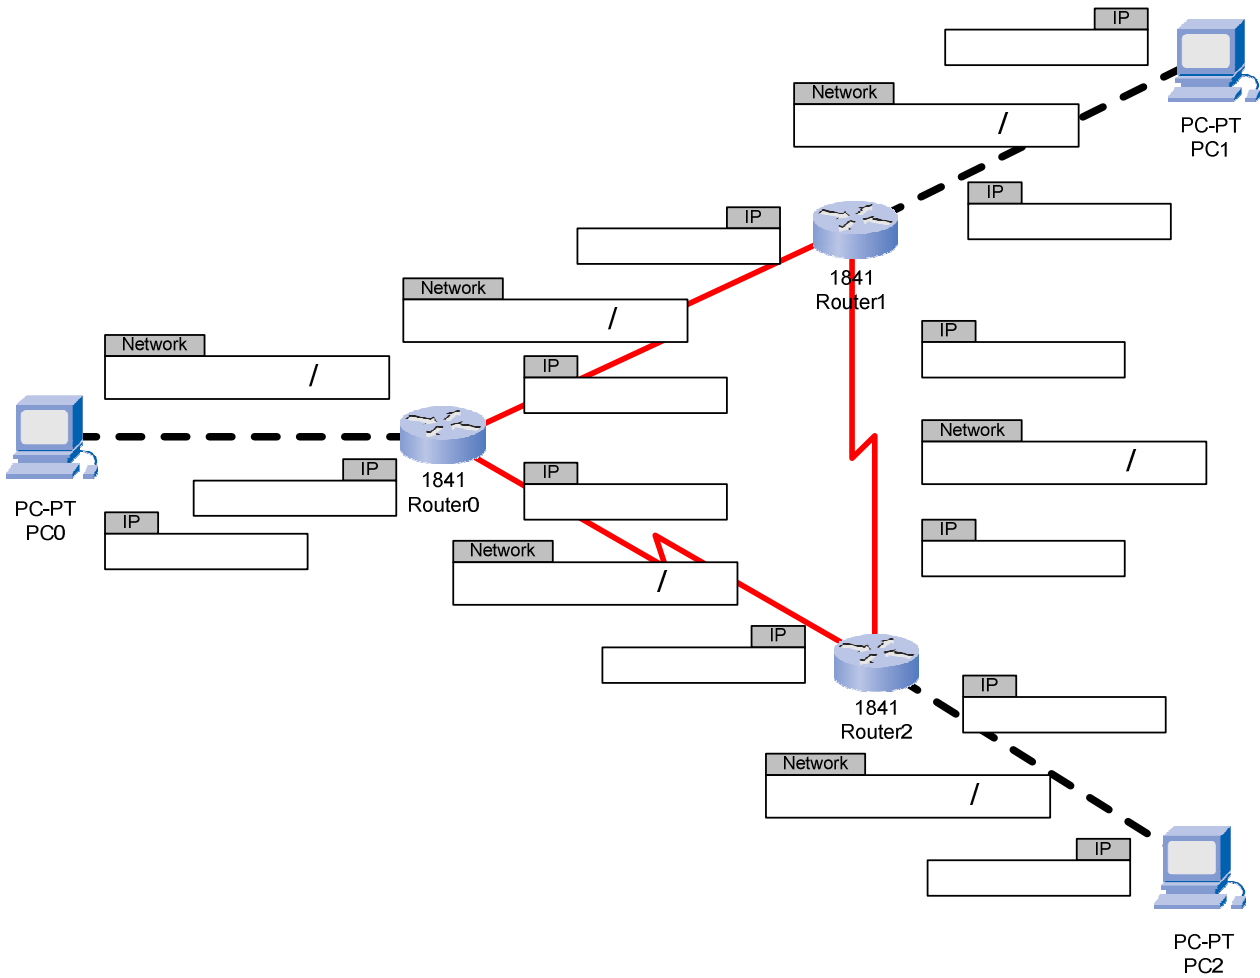 IP
Network
/
PC-PT
PC1
IP
IP
1841
Router1
Network
/
IP
Network
/
IP
Network
/
IP
1841
Router0
IP
PC-PT
PC0
IP
IP
Network
/
IP
1841
Router2
IP
Network
/
IP
PC-PT
PC2